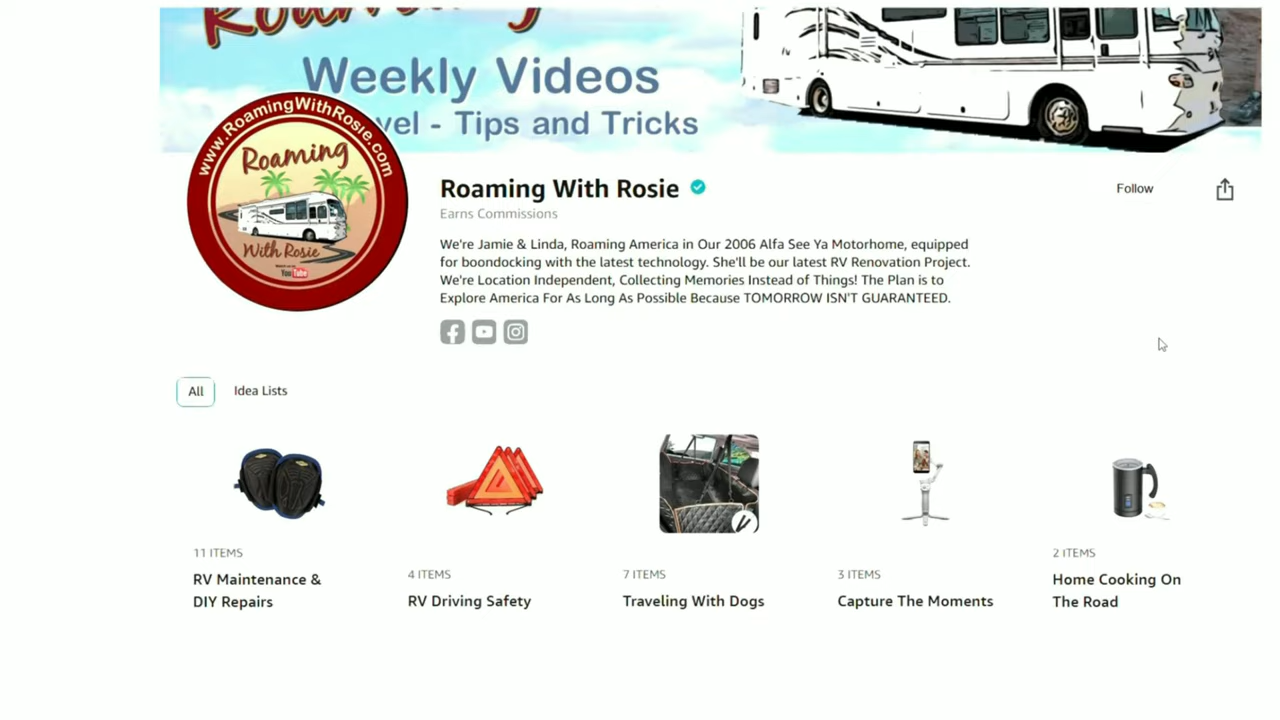 Roaming
Weekly Videos
vel - Tips and Tricks
www.RoamingWithRosie.com
Roaming
With Rosie
YouTube
Roaming With Rosie
Follow
Earns Commissions
We're Jamie & Linda, Roaming America in Our 2006 Alfa See Ya Motorhome, equipped
for boondocking with the latest technology. She'll be our latest RV Renovation Project.
We're Location Independent, Collecting Memories Instead of Things! The Plan is to
Explore America For As Long As Possible Because TOMORROW ISN'T GUARANTEED.
All
Idea Lists
11 ITEMS
RV Maintenance &
DIY Repairs
4 ITEMS
RV Driving Safety
7 ITEMS
Traveling With Dogs
3 ITEMS
Capture The Moments
2 ITEMS
Home Cooking On
The Road